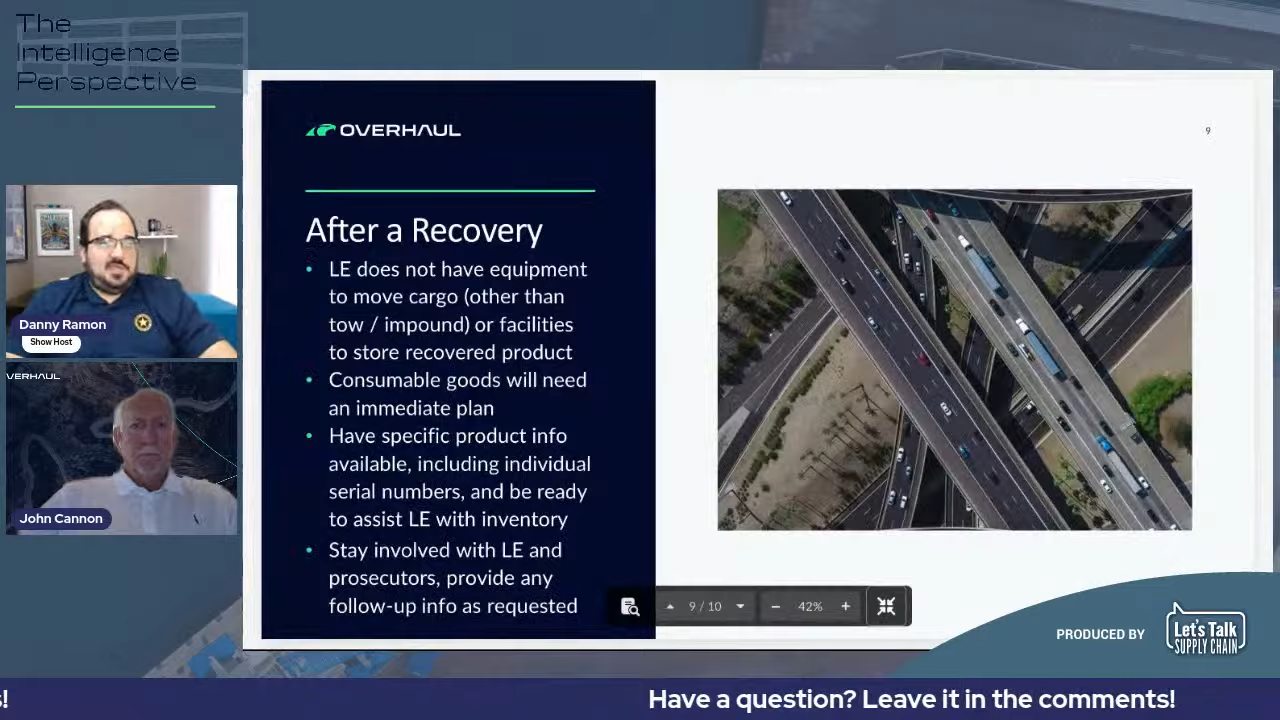 The
Intelligence
Perspective
OVERHAUL
9
After a Recovery
• LE does not have equipment
to move cargo (other than
tow / impound) or facilities
to store recovered product
• Consumable goods will need
an immediate plan
• Have specific product info
available, including individual
serial numbers, and be ready
to assist LE with inventory
• Stay involved with LE and
prosecutors, provide any
follow-up info as requested
Danny Ramon
Show Host
VERHAUL
John Cannon
9 / 10
42%
PRODUCED BY
Let's Talk
SUPPLY CHAIN
s!
Have a question? Leave it in the comments!